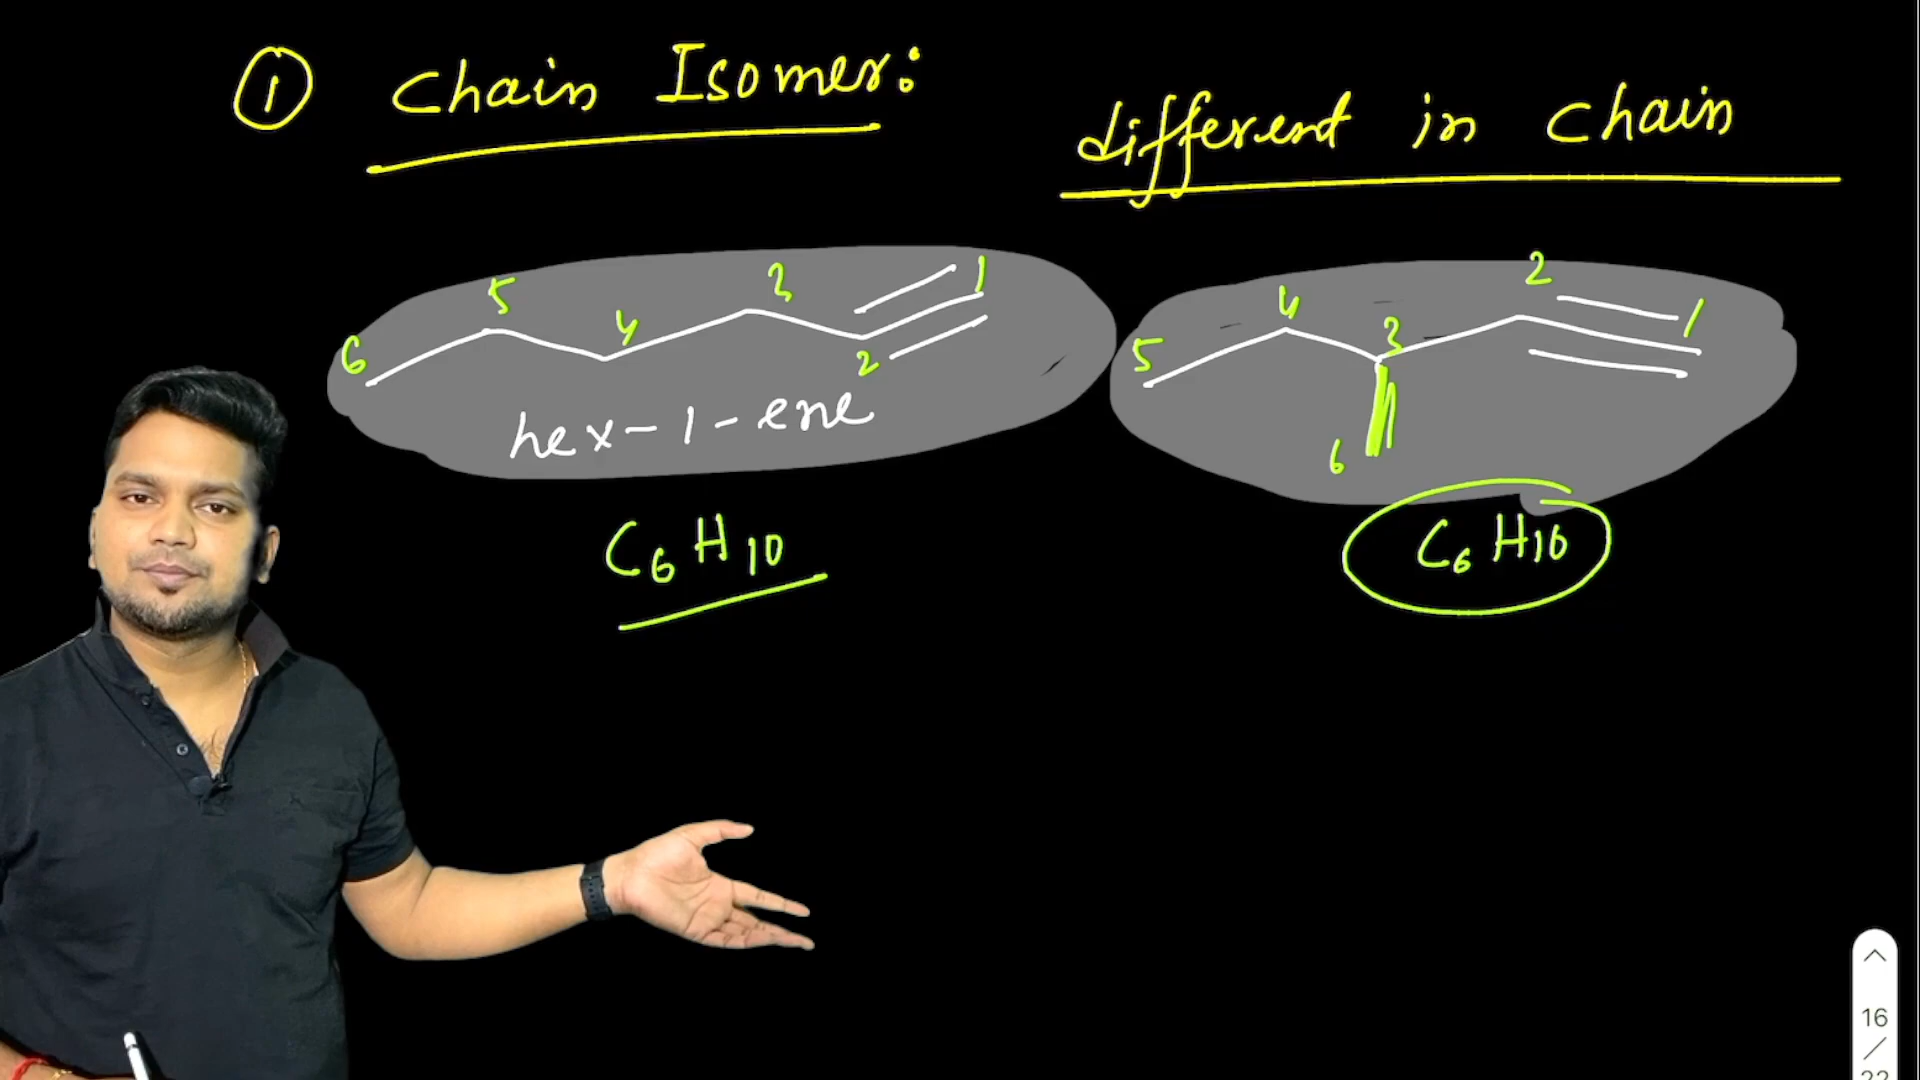 ① Chain Isomer:
different in chain
6 5 4 3 2 1
hex-1-ene
5 4 3 2 1
6
C6H10
C6H10
16
/
22